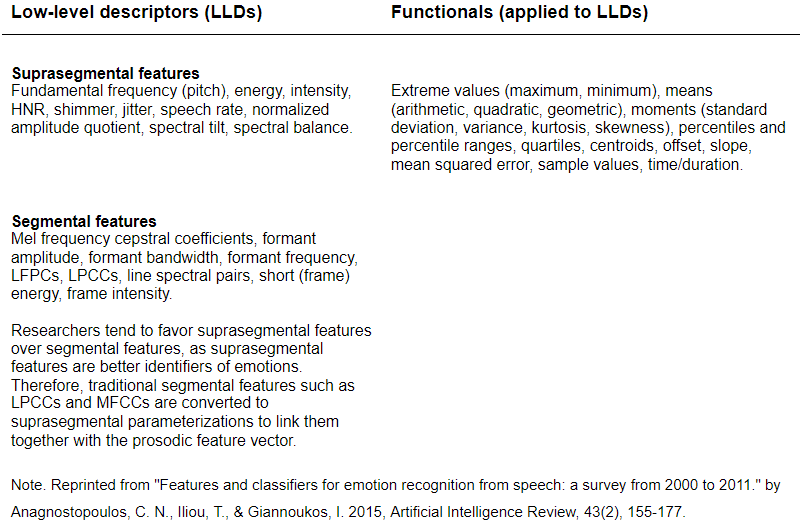 Low-level descriptors (LLDs)
Functionals (applied to LLDs)
Suprasegmental features
Fundamental frequency (pitch), energy, intensity,
HNR, shimmer, jitter, speech rate, normalized
amplitude quotient, spectral tilt, spectral balance.
Extreme values (maximum, minimum), means
(arithmetic, quadratic, geometric), moments (standard
deviation, variance, kurtosis, skewness), percentiles and
percentile ranges, quartiles, centroids, offset, slope,
mean squared error, sample values, time/duration.
Segmental features
Mel frequency cepstral coefficients, formant
amplitude, formant bandwidth, formant frequency,
LFPCs, LPCCs, line spectral pairs, short (frame)
energy, frame intensity.
Researchers tend to favor suprasegmental features
over segmental features, as suprasegmental
features are better identifiers of emotions.
Therefore, traditional segmental features such as
LPCCs and MFCCs are converted to
suprasegmental parameterizations to link them
together with the prosodic feature vector.
Note. Reprinted from "Features and classifiers for emotion recognition from speech: a survey from 2000 to 2011." by
Anagnostopoulos, C. N., Iliou, T., & Giannoukos, I. 2015, Artificial Intelligence Review, 43(2), 155-177.